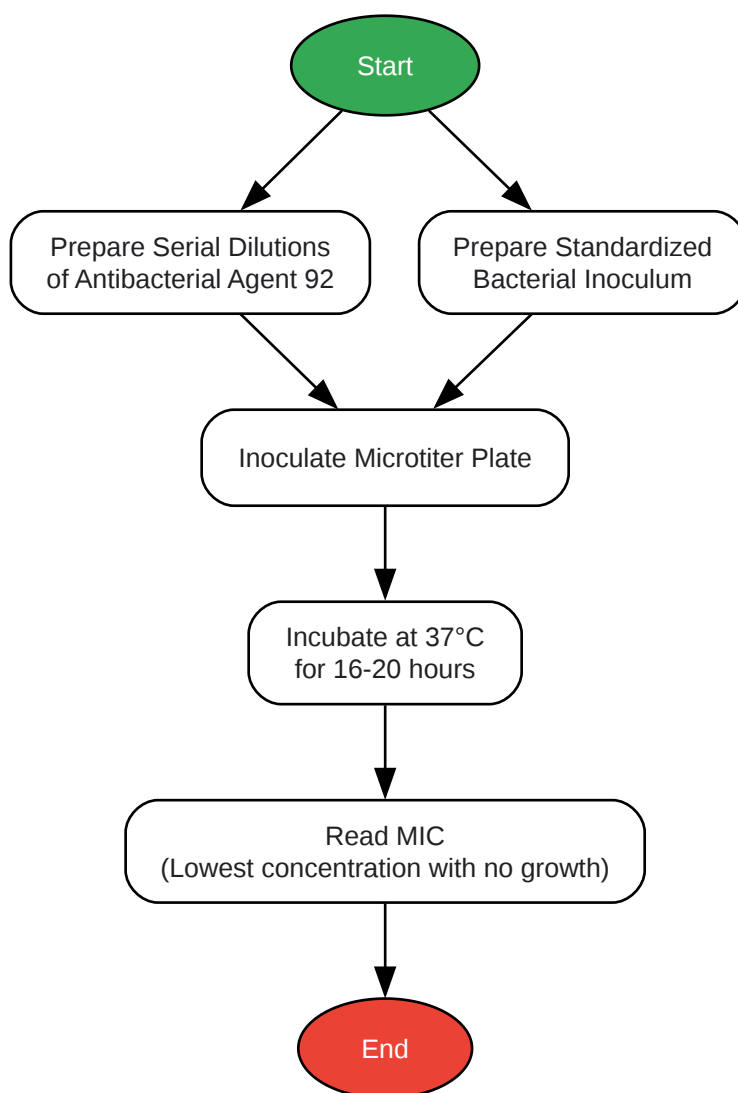 Start
Prepare Serial Dilutions
of Antibacterial Agent 92
Prepare Standardized
Bacterial Inoculum
Inoculate Microtiter Plate
Incubate at 37°C
for 16-20 hours
Read MIC
(Lowest concentration with no growth)
End